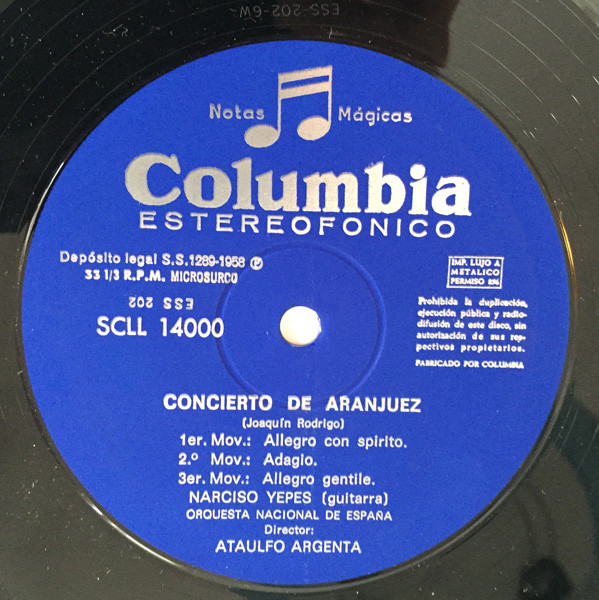 ESS 202-6W
Notas Mágicas
Columbia
ESTEREOFONICO
Depósito legal S.S.1289-1958 Ⓟ
33 1/3 R.P.M. MICROSURCO
ESS 202
SCLL 14000
IMP. LUJO A
METALICO
PERMISO 896
Prohibida la duplicación,
ejecución pública y radio-
difusión de este disco, sin
autorización de sus res-
pectivos propietarios.
FABRICADO POR COLUMBIA
CONCIERTO DE ARANJUEZ
(Joaquín Rodrigo)
1er. Mov.: Allegro con spirito.
2.º Mov.: Adagio.
3er. Mov.: Allegro gentile.
NARCISO YEPES (guitarra)
ORQUESTA NACIONAL DE ESPAÑA
Director:
ATAULFO ARGENTA